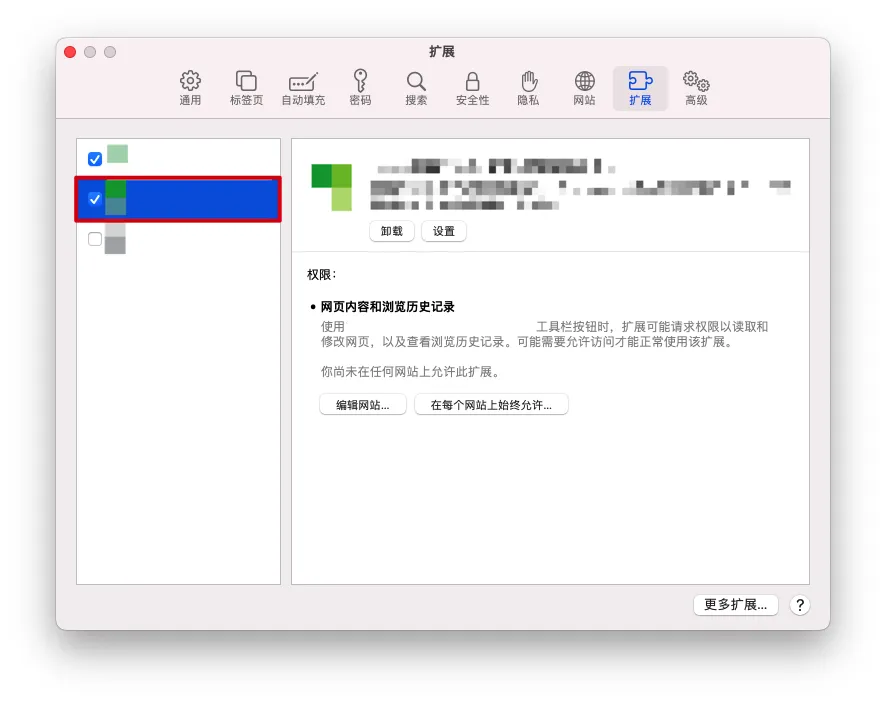 扩展
通用
标签页
自动填充
密码
搜索
安全性
隐私
网站
扩展
高级
卸载
设置
权限:
• 网页内容和浏览历史记录
使用 工具栏按钮时，扩展可能请求权限以读取和
修改网页，以及查看浏览历史记录。可能需要允许访问才能正常使用该扩展。
你尚未在任何网站上允许此扩展。
编辑网站...
在每个网站上始终允许...
更多扩展...
?